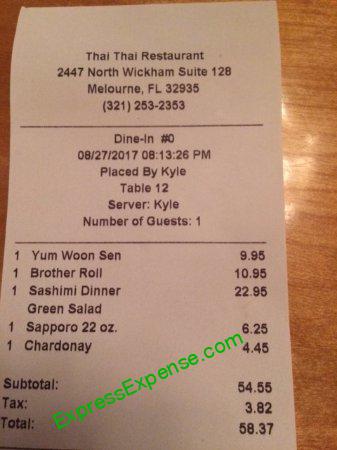 Thai Thai Restaurant
2447 North Wickham Suite 128
Melourne, FL 32935
(321) 253-2353
Dine-In #0
08/27/2017 08:13:26 PM
Placed By Kyle
Table 12
Server: Kyle
Number of Guests: 1
1 Yum Woon Sen 9.95
1 Brother Roll 10.95
1 Sashimi Dinner 22.95
Green Salad
1 Sapporo 22 oz. 6.25
1 Chardonay 4.45
Subtotal: 54.55
Tax: 3.82
Total: 58.37
ExpressExpense.com